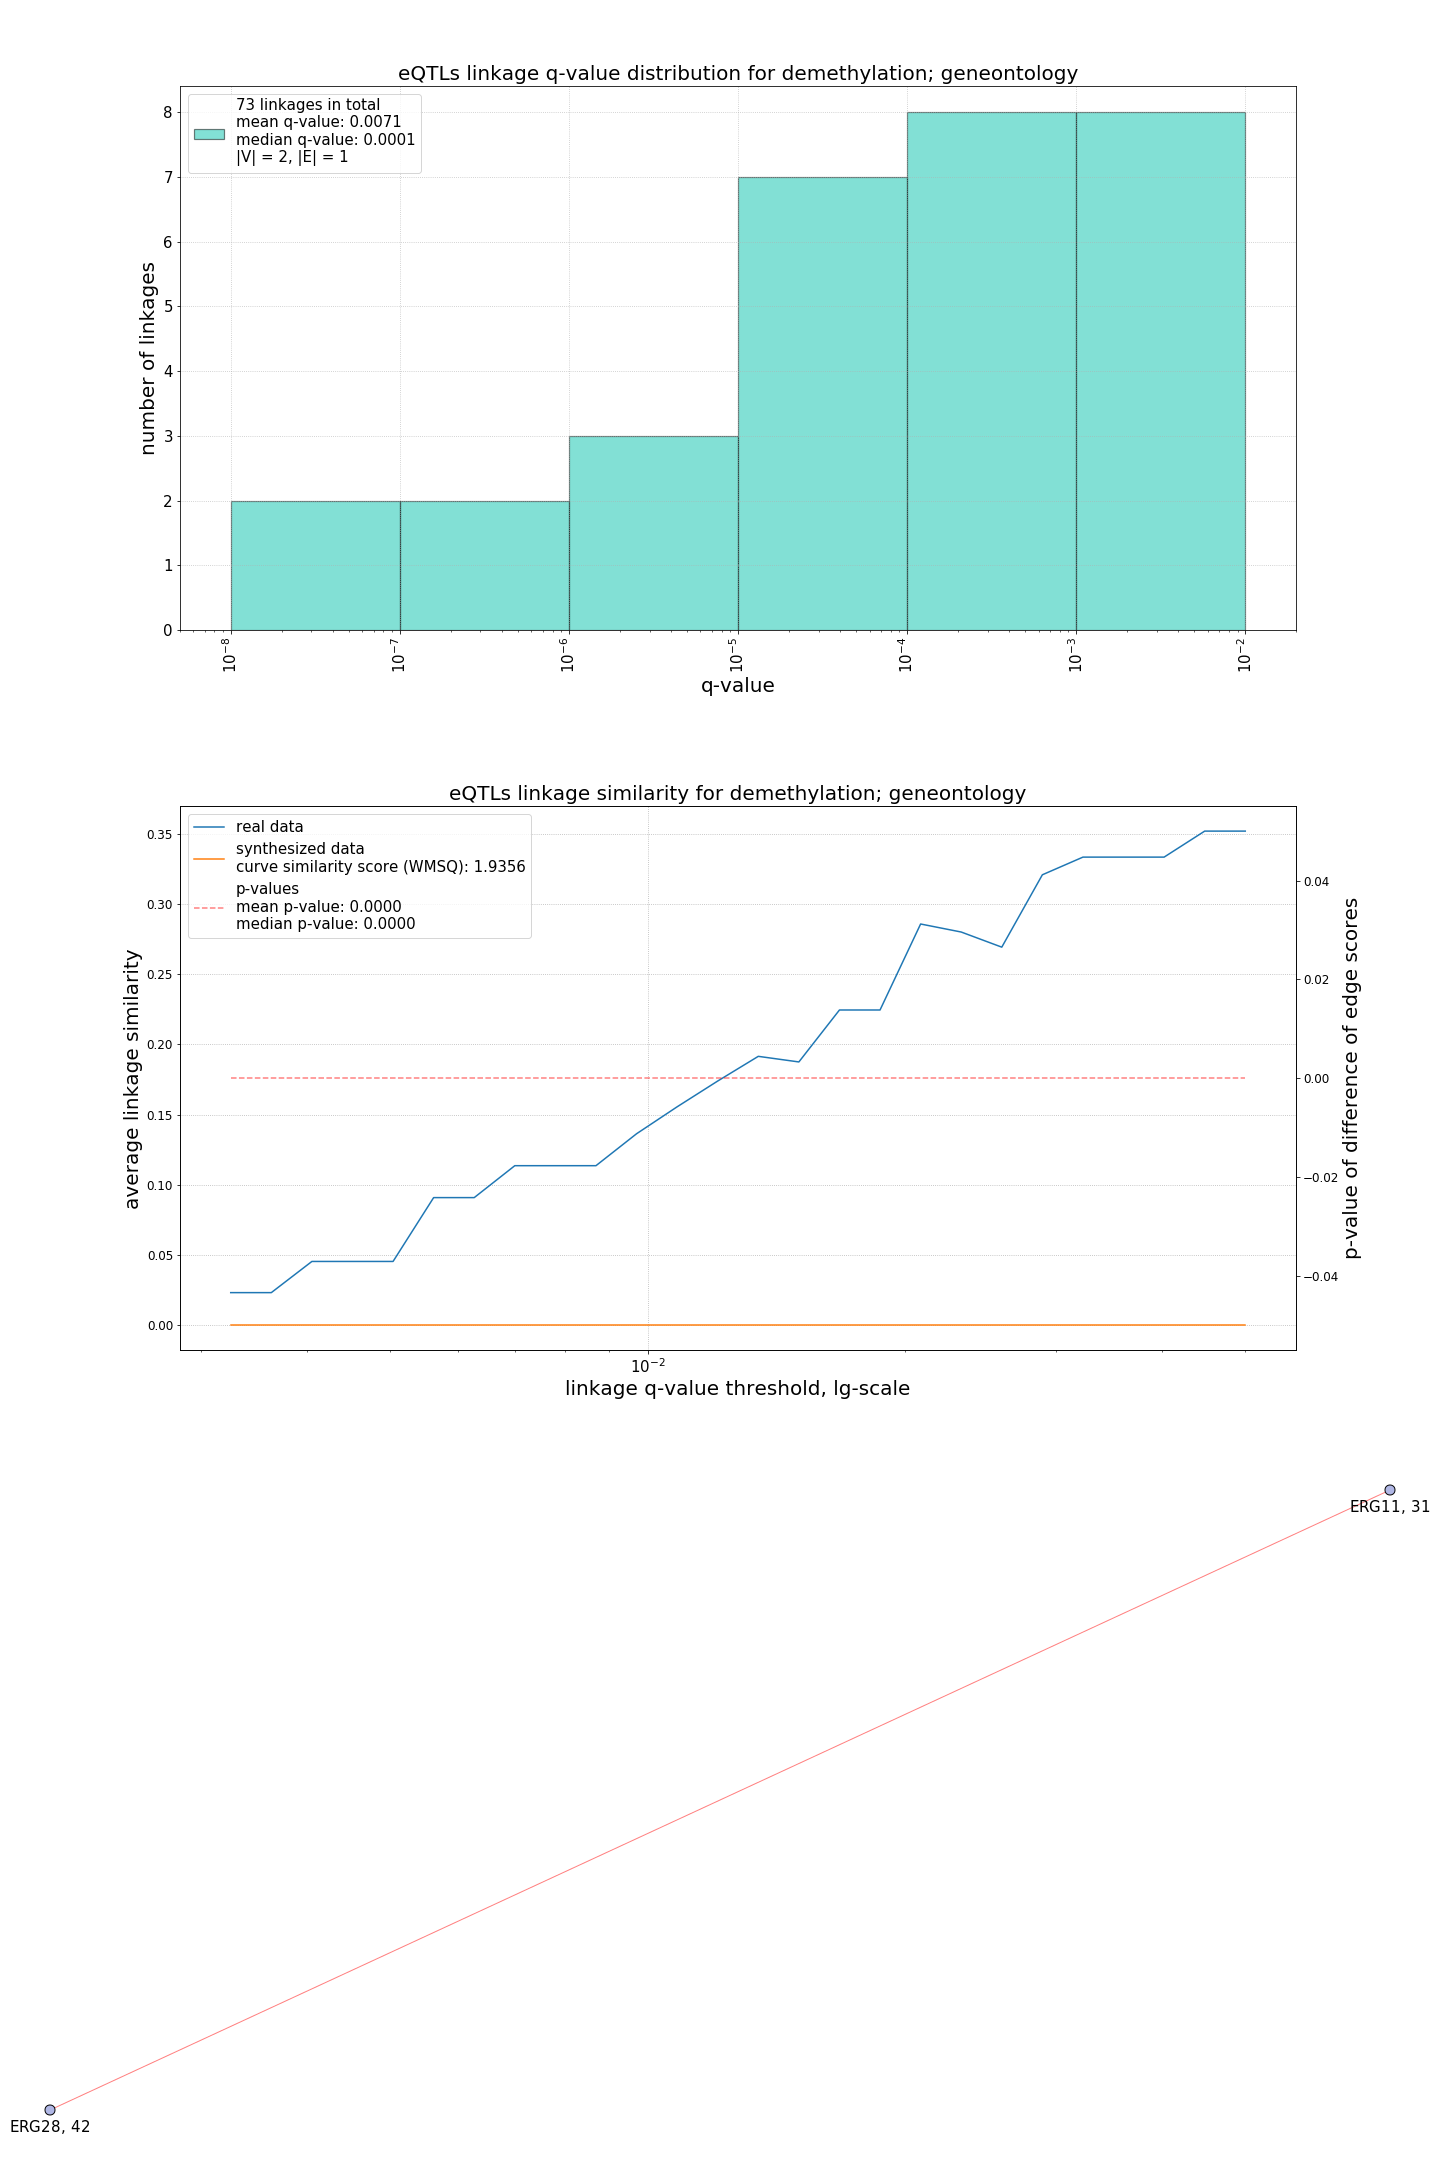 eQTLs linkage q-value distribution for demethylation; geneontology
73 linkages in total
mean q-value: 0.0071
median q-value: 0.0001
|V| = 2, |E| = 1
number of linkages
8
7
6
5
4
3
2
1
0
10⁻⁸
10⁻⁷
10⁻⁶
10⁻⁵
10⁻⁴
10⁻³
10⁻²
q-value
eQTLs linkage similarity for demethylation; geneontology
real data
synthesized data
curve similarity score (WMSQ): 1.9356
p-values
mean p-value: 0.0000
median p-value: 0.0000
average linkage similarity
0.35
0.30
0.25
0.20
0.15
0.10
0.05
0.00
0.04
0.02
0.00
−0.02
−0.04
p-value of difference of edge scores
10⁻²
linkage q-value threshold, lg-scale
ERG11, 31
ERG28, 42